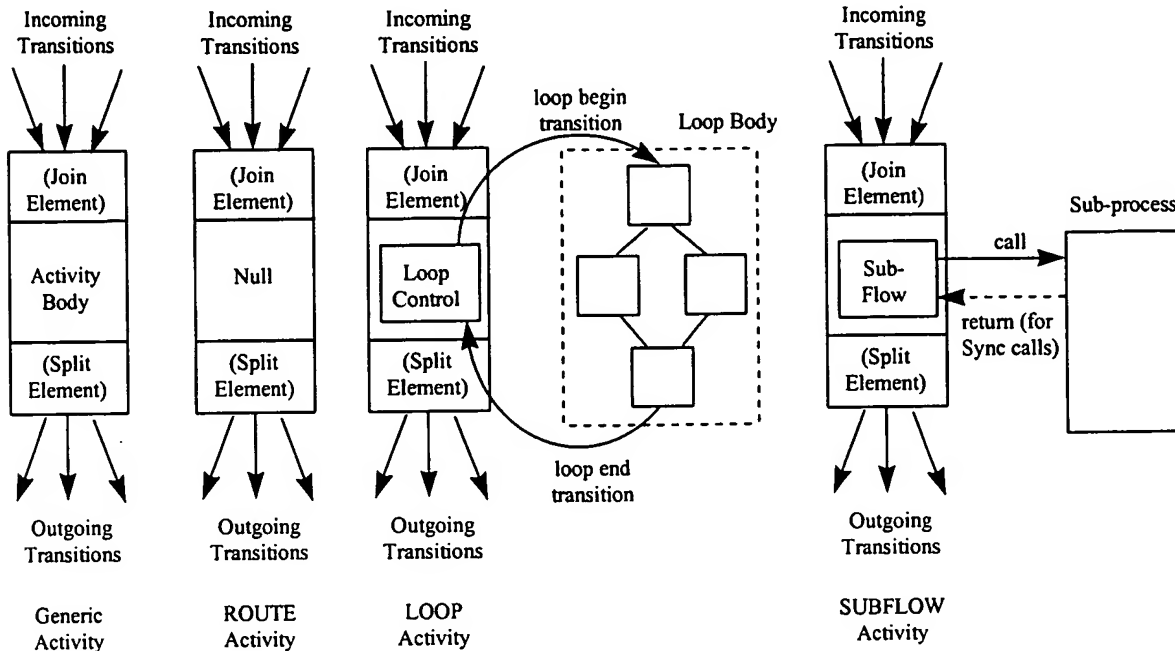 Incoming
Transitions
Incoming
Transitions
Incoming
Transitions
Incoming
Transitions
loop begin
transition
Loop Body
(Join
Element)
(Join
Element)
(Join
Element)
(Join
Element)
Sub-process
Activity
Body
Null
Loop
Control
Sub-
Flow
call
return (for
Sync calls)
(Split
Element)
(Split
Element)
(Split
Element)
(Split
Element)
loop end
transition
Outgoing
Transitions
Outgoing
Transitions
Outgoing
Transitions
Outgoing
Transitions
Generic
Activity
ROUTE
Activity
LOOP
Activity
SUBFLOW
Activity